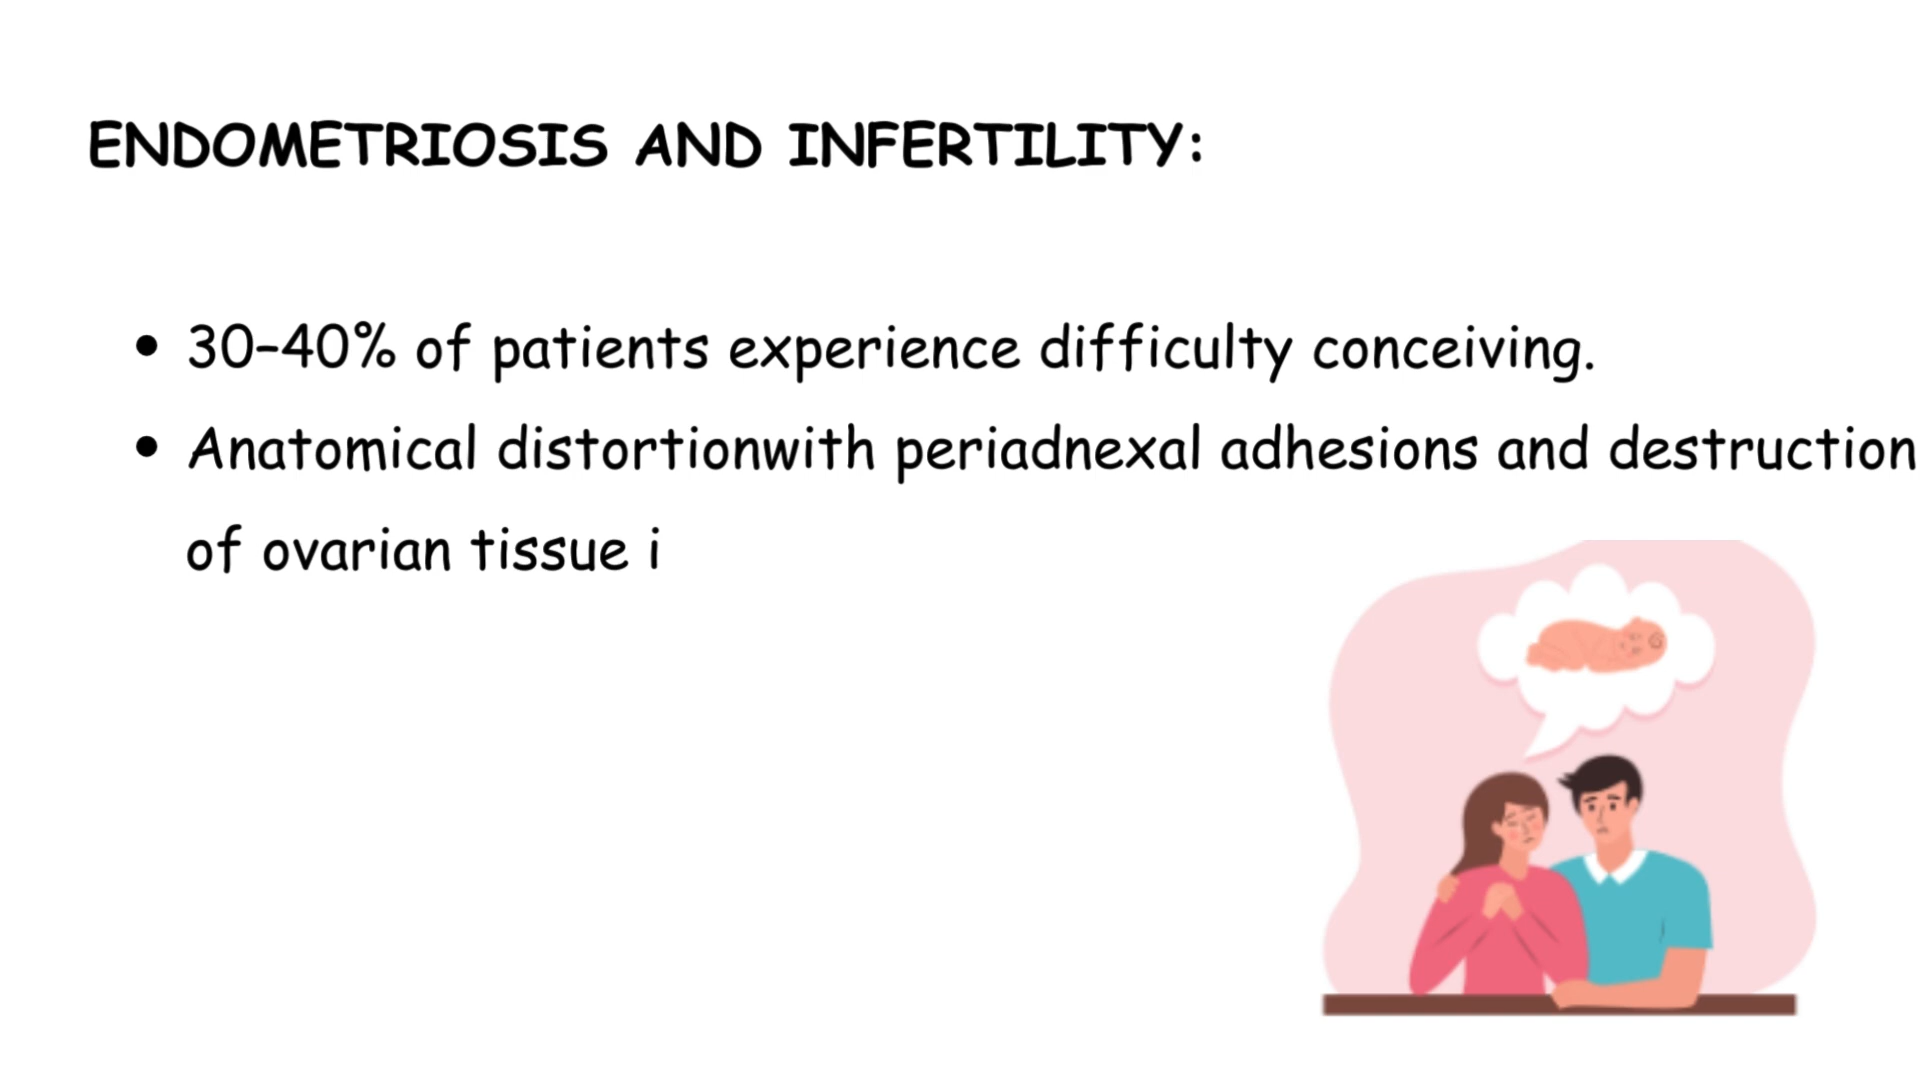 ENDOMETRIOSIS AND INFERTILITY:
• 30–40% of patients experience difficulty conceiving.
• Anatomical distortionwith periadnexal adhesions and destruction
of ovarian tissue i